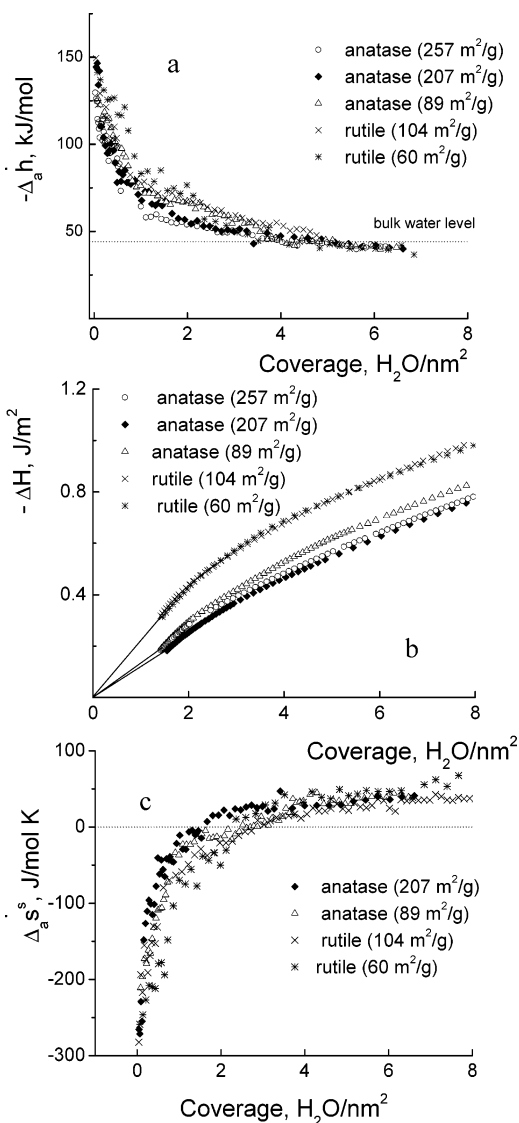 a
-Δₐḣ, kJ/mol
150
100
50
0
anatase (257 m²/g)
anatase (207 m²/g)
anatase (89 m²/g)
rutile (104 m²/g)
rutile (60 m²/g)
bulk water level
0 2 4 6 8
Coverage, H₂O/nm²
1.2
0.8
0.4
- ΔH, J/m²
anatase (257 m²/g)
anatase (207 m²/g)
anatase (89 m²/g)
rutile (104 m²/g)
rutile (60 m²/g)
b
0 2 4 6 8
Coverage, H₂O/nm²
100
0
-100
-200
-300
Δₐṡˢ, J/mol K
c
anatase (207 m²/g)
anatase (89 m²/g)
rutile (104 m²/g)
rutile (60 m²/g)
0 2 4 6 8
Coverage, H₂O/nm²